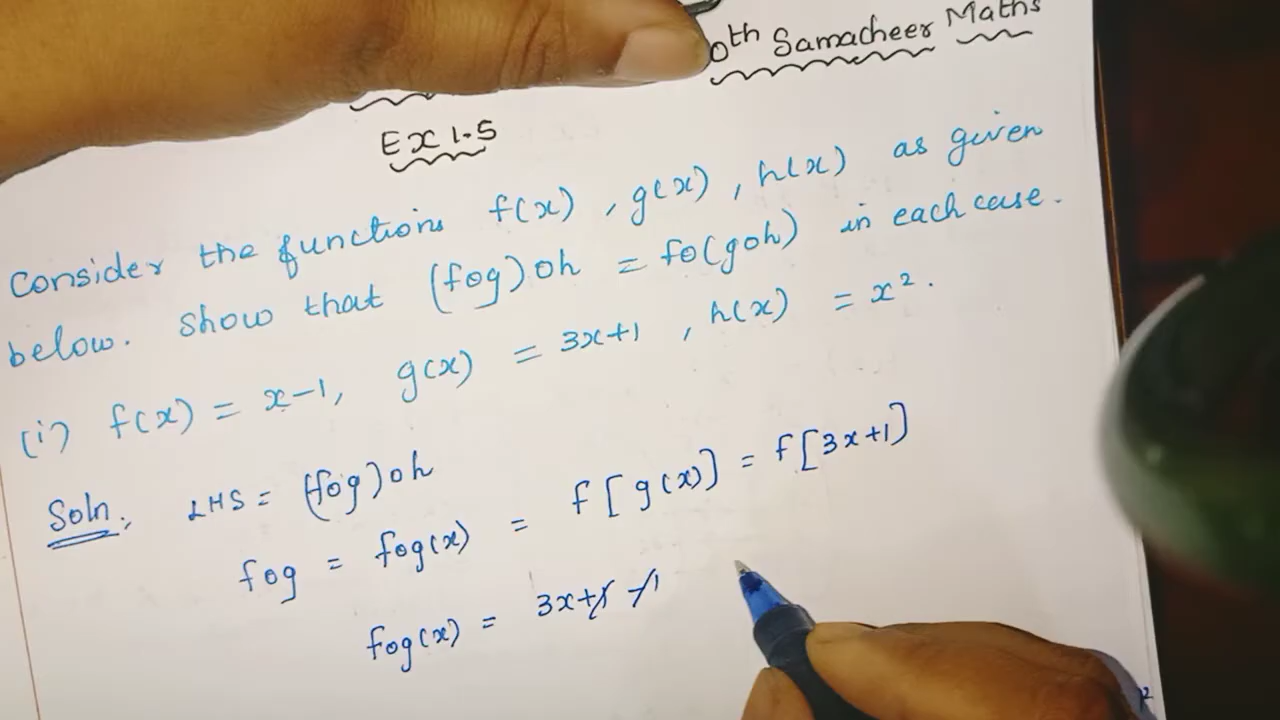 0th Samacheer Maths
Ex 1.5
Consider the functions f(x), g(x), h(x) as given
below. show that (fog)oh = fo(goh) in each case.
(i) f(x) = x-1, g(x) = 3x+1, h(x) = x².
Soln: LHS = (fog)oh
fog = fog(x) = f[g(x)] = f[3x+1]
fog(x) = 3x+1-1